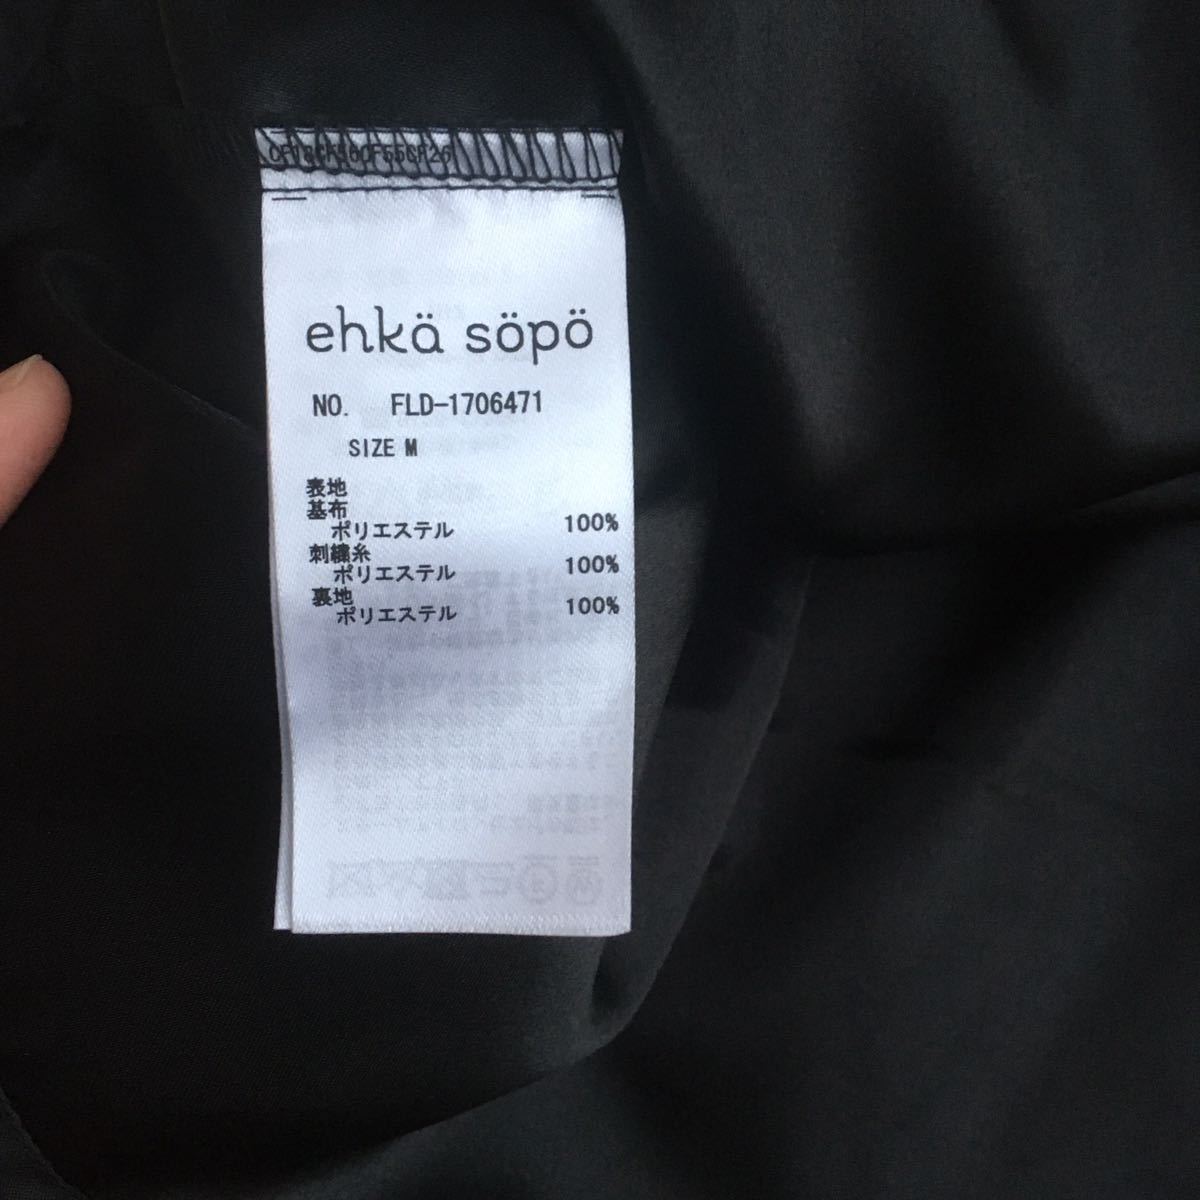 ehkä söpö
NO. FLD-1706471
SIZE M
表地
基布
ポリエステル 100%
刺繍糸
ポリエステル 100%
裏地
ポリエステル 100%